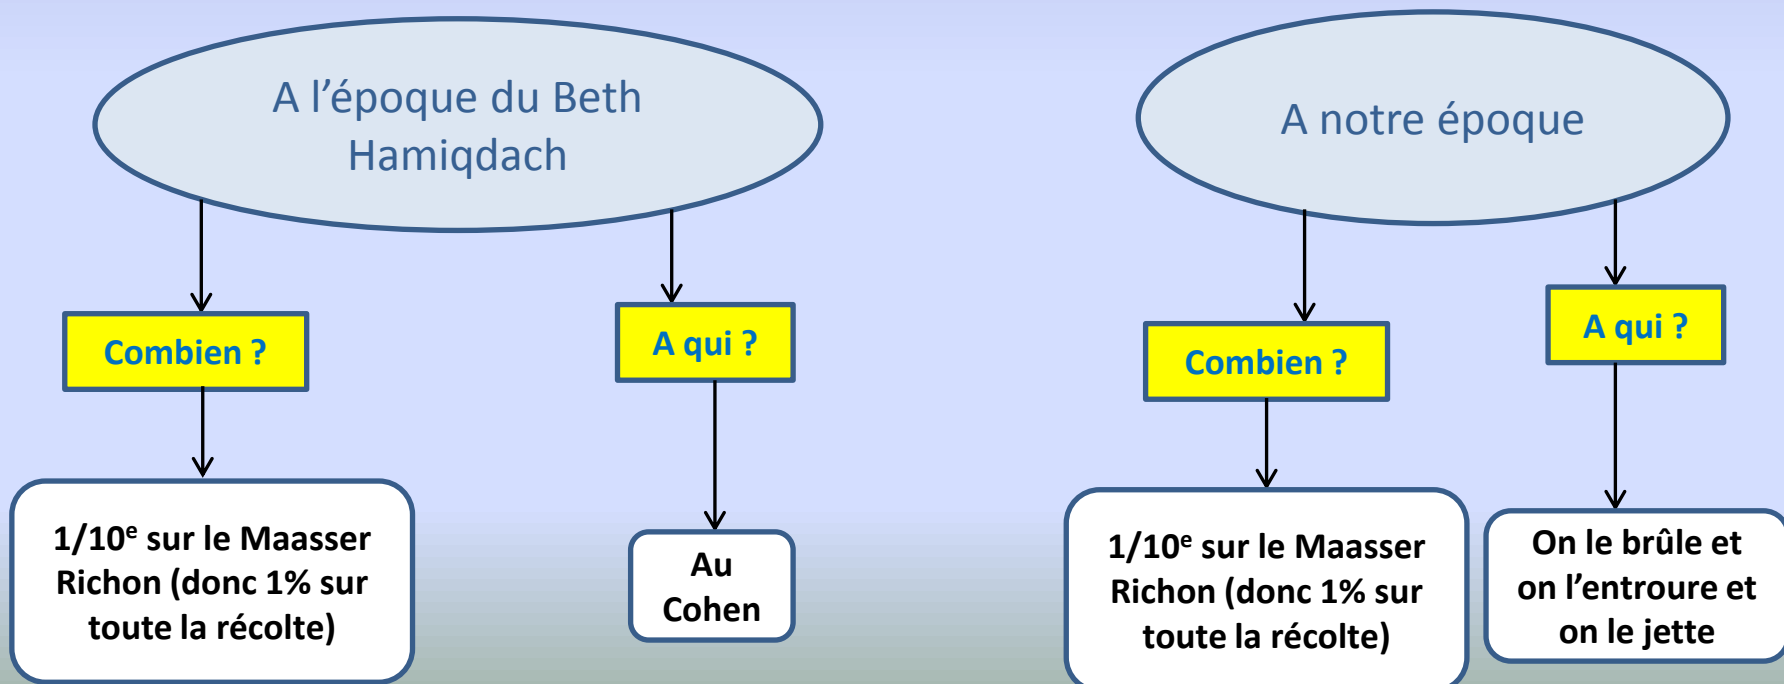 A l'époque du Beth
Hamiqdach
Combien ?
A qui ?
1/10e sur le Maasser
Richon (donc 1% sur
toute la récolte)
Au
Cohen
A notre époque
Combien ?
A qui ?
1/10e sur le Maasser
Richon (donc 1% sur
toute la récolte)
On le brûle et
on l'entroure et
on le jette